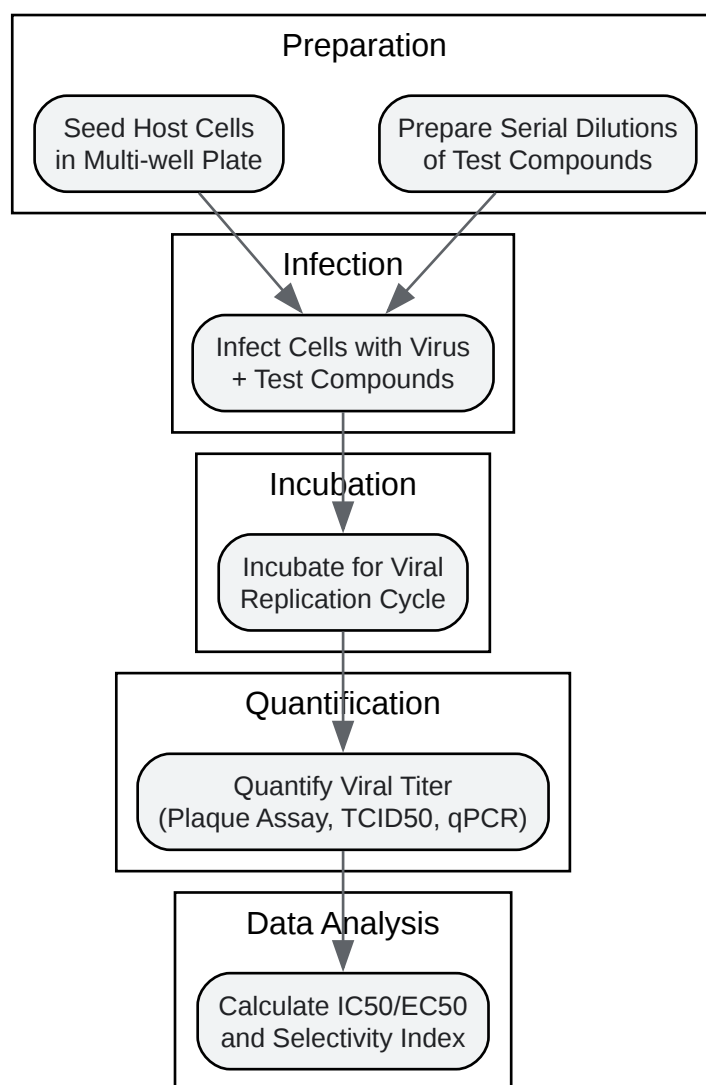 Preparation
Seed Host Cells
in Multi-well Plate
Prepare Serial Dilutions
of Test Compounds
Infection
Infect Cells with Virus
+ Test Compounds
Incubation
Incubate for Viral
Replication Cycle
Quantification
Quantify Viral Titer
(Plaque Assay, TCID50, qPCR)
Data Analysis
Calculate IC50/EC50
and Selectivity Index